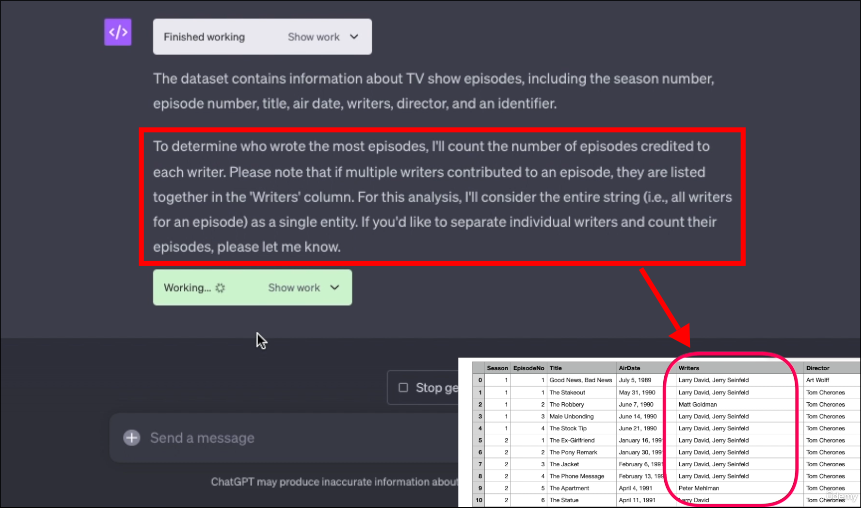 </>
Finished working Show work
The dataset contains information about TV show episodes, including the season number,
episode number, title, air date, writers, director, and an identifier.
To determine who wrote the most episodes, I'll count the number of episodes credited to
each writer. Please note that if multiple writers contributed to an episode, they are listed
together in the 'Writers' column. For this analysis, I'll consider the entire string (i.e., all writers
for an episode) as a single entity. If you'd like to separate individual writers and count their
episodes, please let me know.
Working... Show work
Stop ge
Send a message
ChatGPT may produce inaccurate information about
Season EpisodeNo Title AirDate Writers Director
0 1 1 Good News, Bad News July 5, 1989 Larry David, Jerry Seinfeld Art Wolff
1 1 1 The Stakeout May 31, 1990 Larry David, Jerry Seinfeld Tom Cherones
2 1 2 The Robbery June 7, 1990 Matt Goldman Tom Cherones
3 1 3 Male Unbonding June 14, 1990 Larry David, Jerry Seinfeld Tom Cherones
4 1 4 The Stock Tip June 21, 1990 Larry David, Jerry Seinfeld Tom Cherones
5 2 1 The Ex-Girlfriend January 16, 1991 Larry David, Jerry Seinfeld Tom Cherones
6 2 2 The Pony Remark January 30, 199 Larry David, Jerry Seinfeld Tom Cherones
7 2 3 The Jacket February 6, 1991 Larry David, Jerry Seinfeld Tom Cherones
8 2 4 The Phone Message February 13, 199 Larry David, Jerry Seinfeld Tom Cherones
9 2 5 The Apartment April 4, 1991 Peter Mehlman Tom Cherones
10 2 6 The Statue April 11, 1991 Larry David Tom Cherones